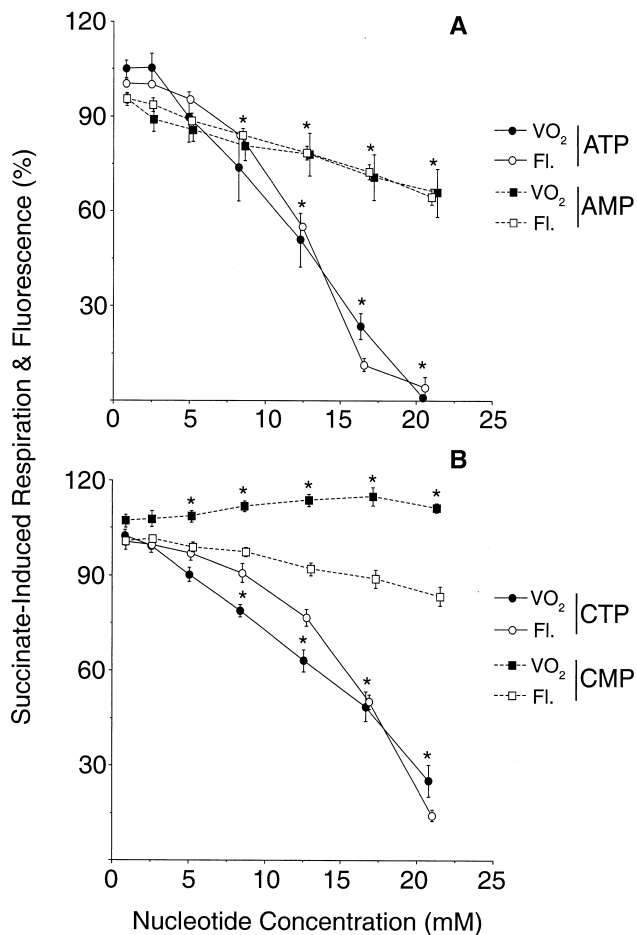 A
120
90
60
30
0 5 10 15 20 25
* * * *
* * *
VO2
Fl.
ATP
VO2
Fl.
AMP
Succinate-Induced Respiration & Fluorescence (%)
B
120
90
60
30
0 5 10 15 20 25
* * * * *
* * * *
VO2
Fl.
CTP
VO2
Fl.
CMP
Nucleotide Concentration (mM)